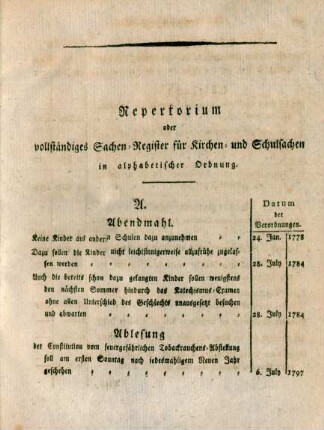 Repertorium
oder
vollständiges Sachen-Register für Kirchen- und Schulsachen
in alphabetischer Ordnung.
A.
Abendmahl.
Datum
der
Verordnungen.
Keine Kinder aus andern Schulen dazu anzunehmen 24. Jan. 1778
Dazu sollen die Kinder nicht leichtsinnigerweise allzufrühe zugelas-
sen werden 28. July 1784
Auch die bereits schon dazu gelangten Kinder sollen wenigstens
den nächsten Sommer hindurch das Katechismus-Examen
ohne allen Unterschied des Geschlechts unausgesetzt besuchen
und abwarten 28. July 1784
Ablesung
der Constitution vom feuergefährlichen Tobackrauchens-Abstellung
soll am ersten Sonntag nach jedesmahligem Neuen Jahr
geschehen 6. July 1797